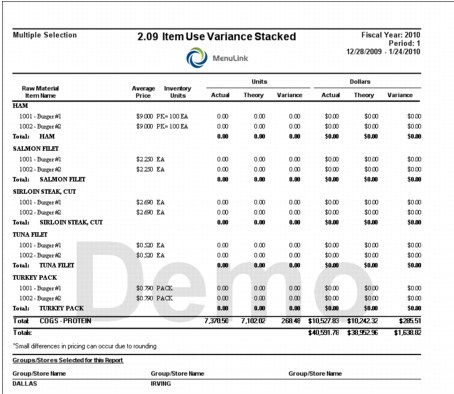 Multiple Selection 2.09 Item Use Variance Stacked Fiscal Year: 2010
Period: 1
MenuLink 12/28/2009 - 1/24/2010
Units Dollars
Raw Material Average Inventory
Item Name Price Units Actual Theory Variance Actual Theory Variance
HAM
1001 - Burger #1 $9.000 PK=100 EA 0.00 0.00 0.00 $0.00 $0.00 $0.00
1002 - Burger #2 $9.000 PK=100 EA 0.00 0.00 0.00 $0.00 $0.00 $0.00
Total: HAM 0.00 0.00 0.00 $0.00 $0.00 $0.00
SALMON FILET
1001 - Burger #1 $2.250 EA 0.00 0.00 0.00 $0.00 $0.00 $0.00
1002 - Burger #2 $2.250 EA 0.00 0.00 0.00 $0.00 $0.00 $0.00
Total: SALMON FILET 0.00 0.00 0.00 $0.00 $0.00 $0.00
SIRLOIN STEAK, CUT
1001 - Burger #1 $2.690 EA 0.00 0.00 0.00 $0.00 $0.00 $0.00
1002 - Burger #2 $2.690 EA 0.00 0.00 0.00 $0.00 $0.00 $0.00
Total: SIRLOIN STEAK, CUT 0.00 0.00 0.00 $0.00 $0.00 $0.00
TUNA FILET
1001 - Burger #1 $0.520 EA 0.00 0.00 0.00 $0.00 $0.00 $0.00
1002 - Burger #2 $0.520 EA 0.00 0.00 0.00 $0.00 $0.00 $0.00
Total: TUNA FILET 0.00 0.00 0.00 $0.00 $0.00 $0.00
Demo
TURKEY PACK
1001 - Burger #1 $0.790 PACK 0.00 0.00 0.00 $0.00 $0.00 $0.00
1002 - Burger #2 $0.790 PACK 0.00 0.00 0.00 $0.00 $0.00 $0.00
Total: TURKEY PACK 0.00 0.00 0.00 $0.00 $0.00 $0.00
Total: COGS - PROTEIN 7,370.50 7,102.02 268.48 $10,527.83 $10,242.32 $285.51
Totals: $40,591.78 $38,952.96 $1,638.82
*Small differences in pricing can occur due to rounding
Groups/Stores Selected for this Report
Group/Store Name Group/Store Name Group/Store Name
DALLAS IRVING